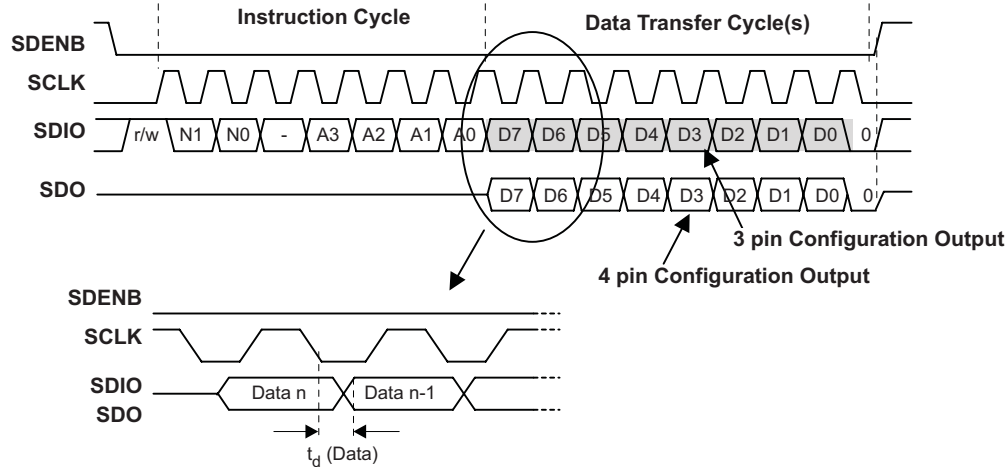 Instruction Cycle Data Transfer Cycle(s)
SDENB
SCLK
SDIO r/w N1 N0 - A3 A2 A1 A0 D7 D6 D5 D4 D3 D2 D1 D0 0
SDO D7 D6 D5 D4 D3 D2 D1 D0 0
3 pin Configuration Output
4 pin Configuration Output
SDENB
SCLK
SDIO
SDO
Data n Data n-1
td (Data)